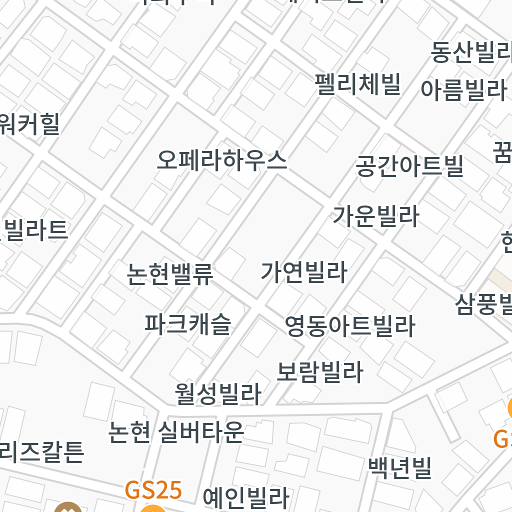 동산빌라
펠리체빌
아름빌라
워커힐
꿈
오페라하우스
공간아트빌
가운빌라
빌라트
논현밸류
가연빌라
삼풍빌
파크캐슬
영동아트빌라
보람빌라
월성빌라
논현 실버타운
리즈칼튼
백년빌
GS25
예인빌라